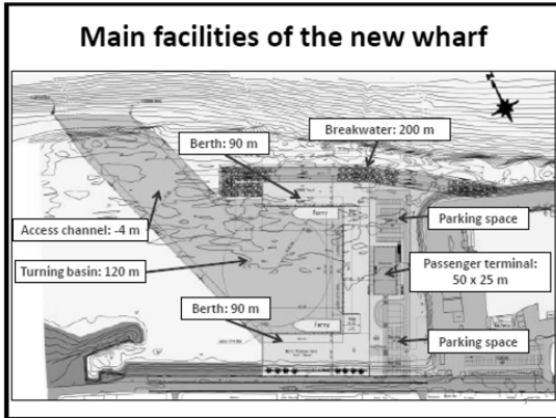 Main facilities of the new wharf
Breakwater: 200 m
Berth: 90 m
Ferry
Parking space
Access channel: -4 m
Passenger terminal:
50 x 25 m
Turning basin: 120 m
Berth: 90 m
Ferry
Parking space